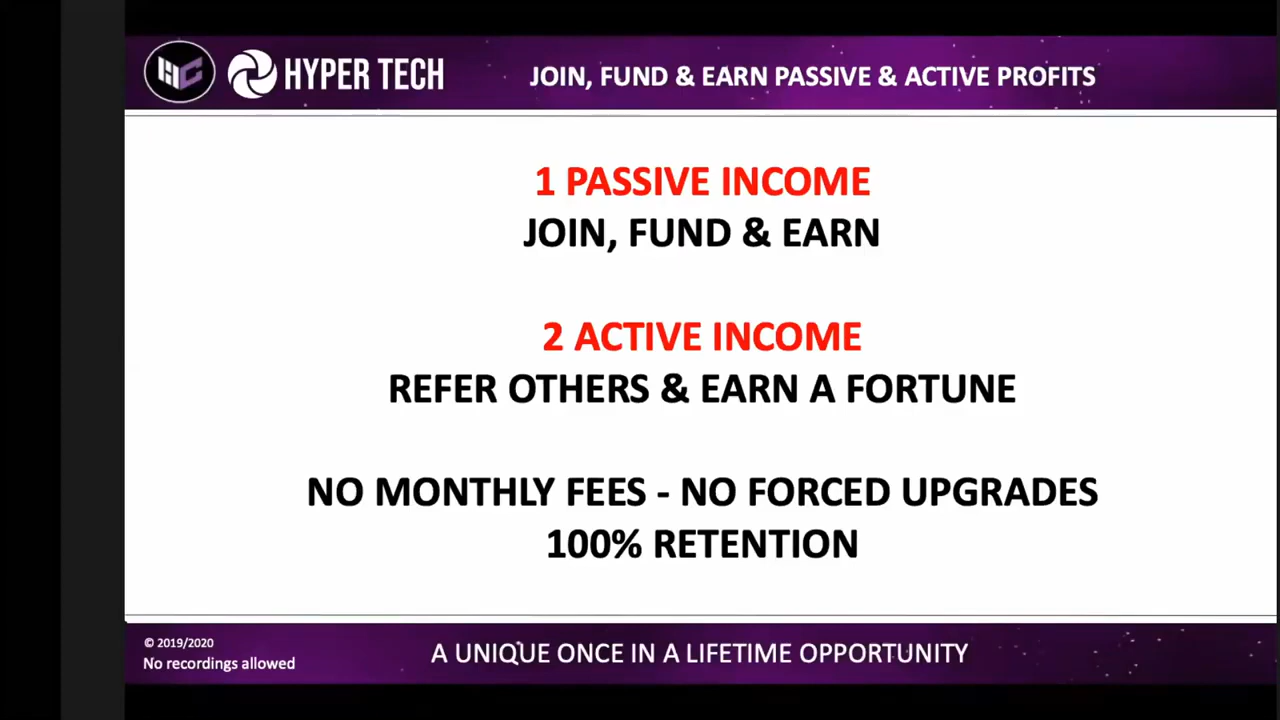 HC HYPER TECH
JOIN, FUND & EARN PASSIVE & ACTIVE PROFITS
1 PASSIVE INCOME
JOIN, FUND & EARN
2 ACTIVE INCOME
REFER OTHERS & EARN A FORTUNE
NO MONTHLY FEES - NO FORCED UPGRADES
100% RETENTION
© 2019/2020
No recordings allowed
A UNIQUE ONCE IN A LIFETIME OPPORTUNITY